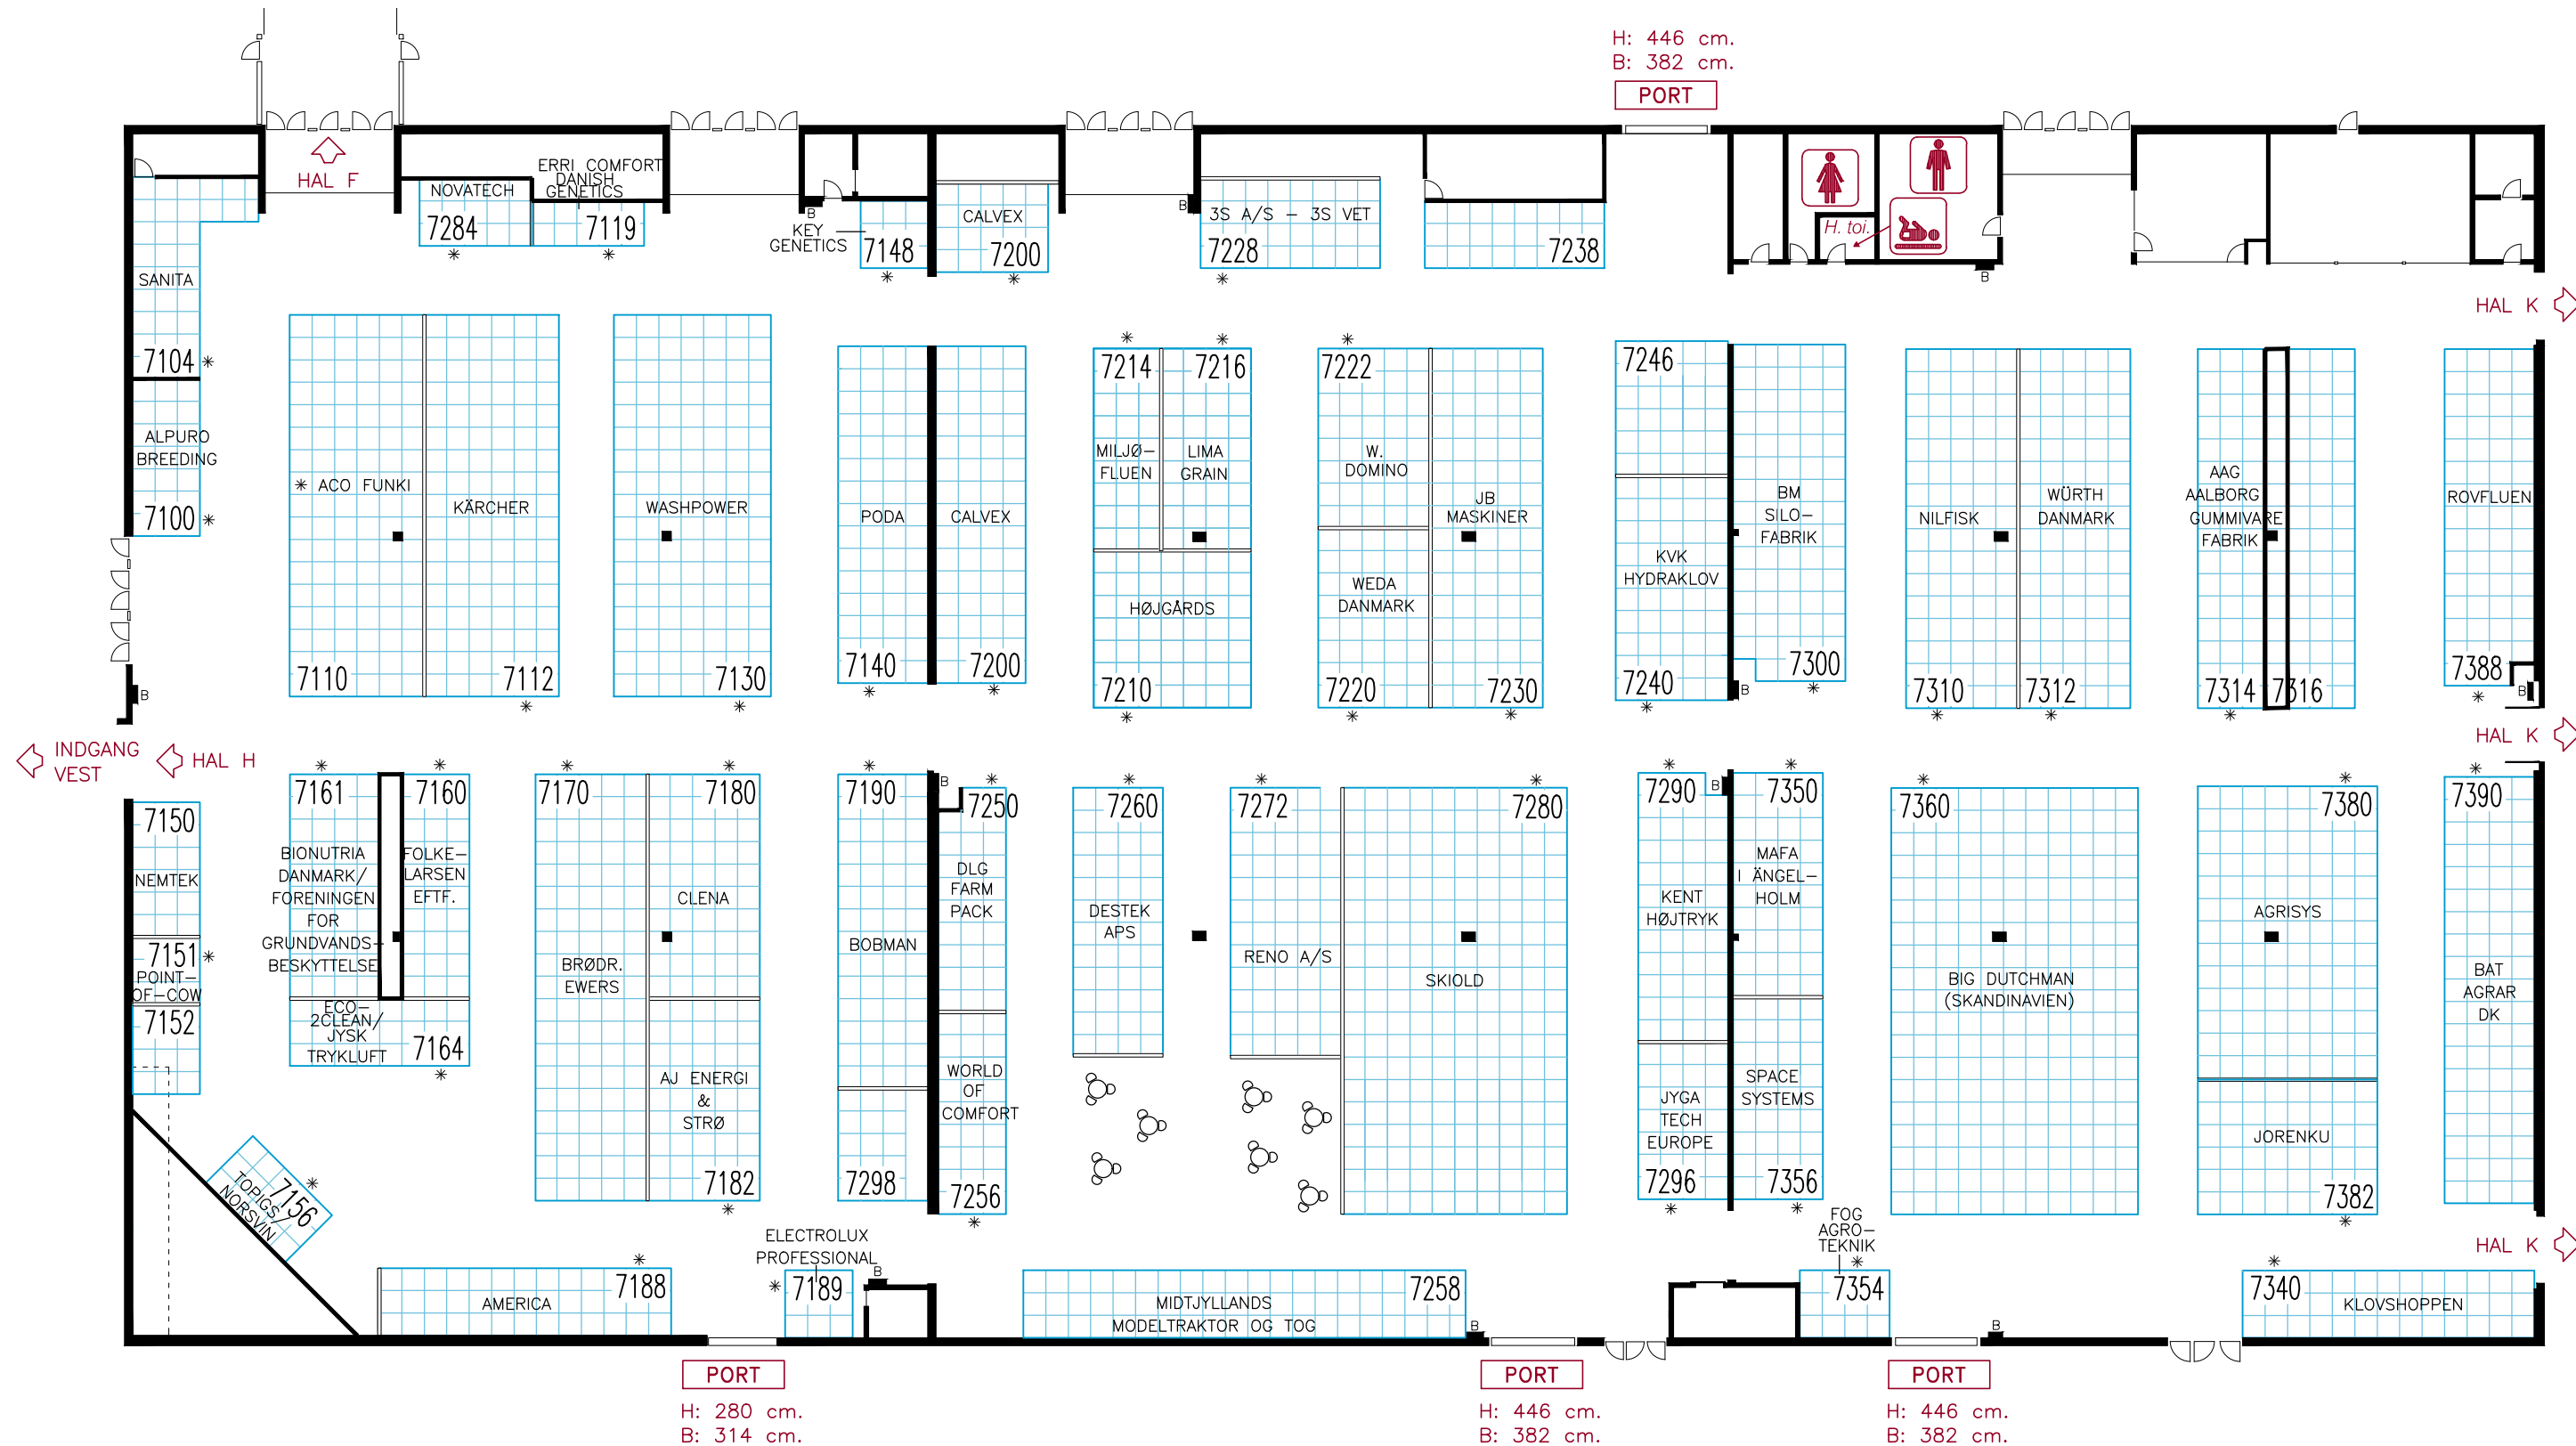 H: 446 cm.
B: 382 cm.
PORT
HAL F
NOVATECH
7284
ERRI COMFORT
DANISH
GENETICS
7119
B
KEY
GENETICS
7148
CALVEX
7200
B
3S A/S - 3S VET
7228
7238
H. toi.
B
HAL K
SANITA
7104
ALPURO
BREEDING
7100
B
ACO FUNKI
7110
KÄRCHER
7112
WASHPOWER
7130
PODA
7140
CALVEX
7200
7214
MILJØ-
FLUEN
7216
LIMA
GRAIN
HØJGÅRDS
7210
7222
W.
DOMINO
WEDA
DANMARK
7220
JB
MASKINER
7230
7246
KVK
HYDRAKLOV
7240
BM
SILO-
FABRIK
7300
B
NILFISK
7310
WÜRTH
DANMARK
7312
AAG
AALBORG
GUMMIVARE
FABRIK
7314
7316
ROVFLUEN
7388
B
INDGANG
VEST
HAL H
HAL K
7150
NEMTEK
7151
POINT-
OF-COW
7152
7161
BIONUTRIA
DANMARK/
FORENINGEN
FOR
GRUNDVANDS-
BESKYTTELSE
7160
FOLKE-
LARSEN
EFTF.
ECO-
2CLEAN/
JYSK
TRYKLUFT
7164
7170
BRØDR.
EWERS
7180
CLENA
AJ ENERGI
&
STRØ
7182
7190
BOBMAN
7298
B
7250
DLG
FARM
PACK
WORLD
OF
COMFORT
7256
7260
DESTEK
APS
7272
RENO A/S
7280
SKIOLD
7290
B
KENT
HØJTRYK
JYGA
TECH
EUROPE
7296
7350
MAFA
I ÄNGEL-
HOLM
SPACE
SYSTEMS
7356
7360
BIG DUTCHMAN
(SKANDINAVIEN)
7380
AGRISYS
JORENKU
7382
7390
BAT
AGRAR
DK
7156
TOPIGS/
NORSVIN
AMERICA
7188
ELECTROLUX
PROFESSIONAL
7189
B
7258
MIDTJYLLANDS
MODELTRAKTOR OG TOG
B
FOG
AGRO-
TEKNIK
7354
B
7340
KLOVSHOPPEN
HAL K
PORT
H: 280 cm.
B: 314 cm.
PORT
H: 446 cm.
B: 382 cm.
PORT
H: 446 cm.
B: 382 cm.